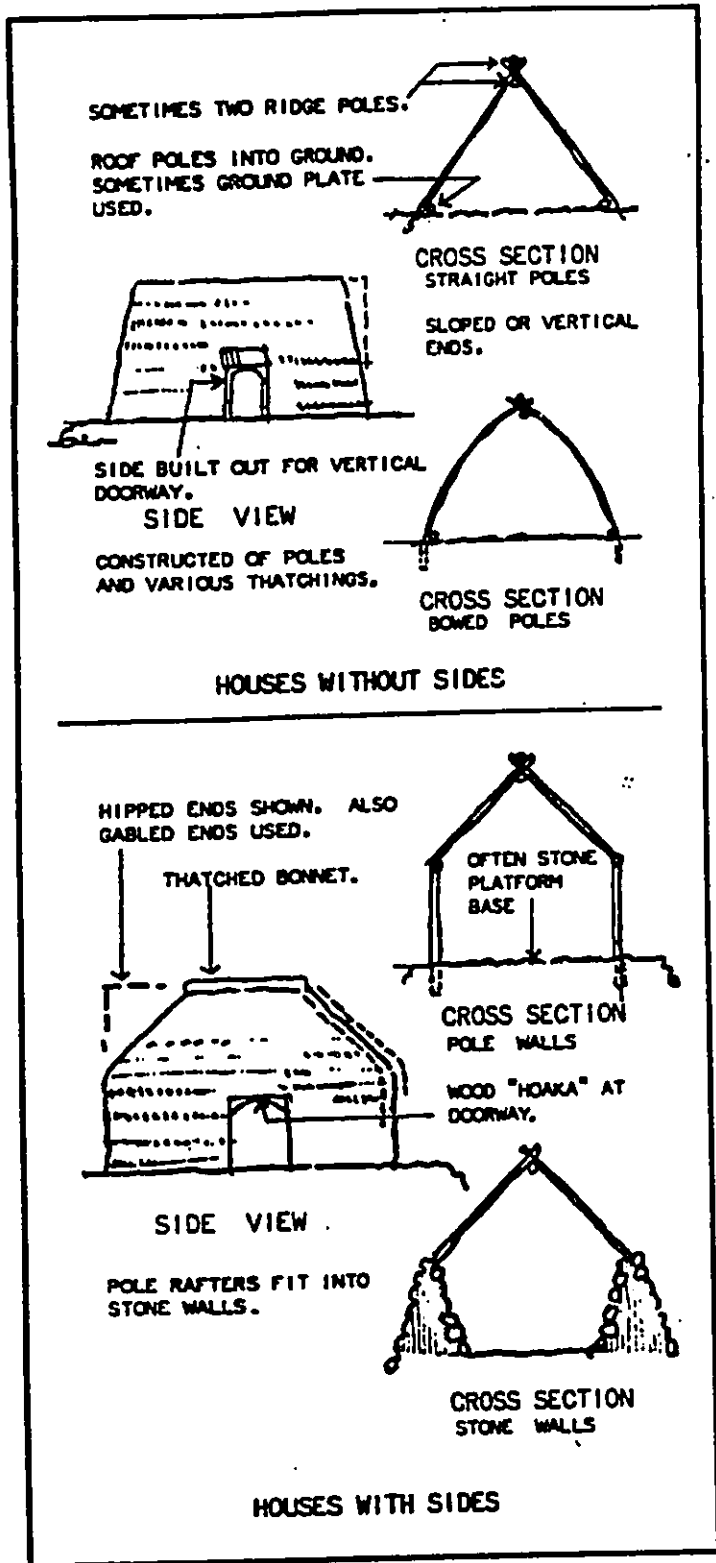 SOMETIMES TWO RIDGE POLES.
ROOF POLES INTO GROUND.
SOMETIMES GROUND PLATE
USED.
CROSS SECTION
STRAIGHT POLES
SLOPED OR VERTICAL
ENDS.
SIDE BUILT OUT FOR VERTICAL
DOORWAY.
SIDE VIEW
CONSTRUCTED OF POLES
AND VARIOUS THATCHINGS.
CROSS SECTION
BOWED POLES
HOUSES WITHOUT SIDES
HIPPED ENDS SHOWN. ALSO
GABLED ENDS USED.
THATCHED BONNET.
OFTEN STONE
PLATFORM
BASE
CROSS SECTION
POLE WALLS
WOOD "HOAKA" AT
DOORWAY.
SIDE VIEW
POLE RAFTERS FIT INTO
STONE WALLS.
CROSS SECTION
STONE WALLS
HOUSES WITH SIDES